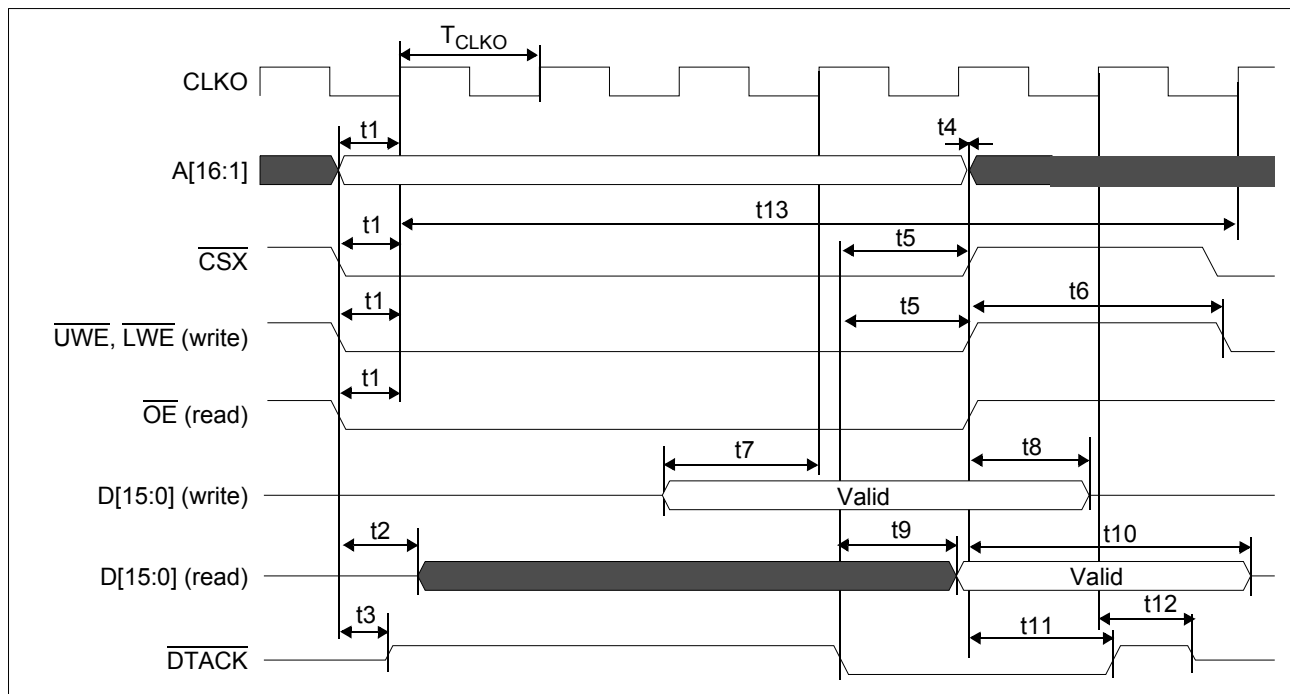 T_CLKO
CLKO
t1
t4
A[16:1]
t13
t1
t5
CSX
t6
t1
t5
UWE, LWE (write)
t1
OE (read)
t7
t8
D[15:0] (write)
Valid
t2
t9
t10
D[15:0] (read)
Valid
t3
t12
t11
DTACK